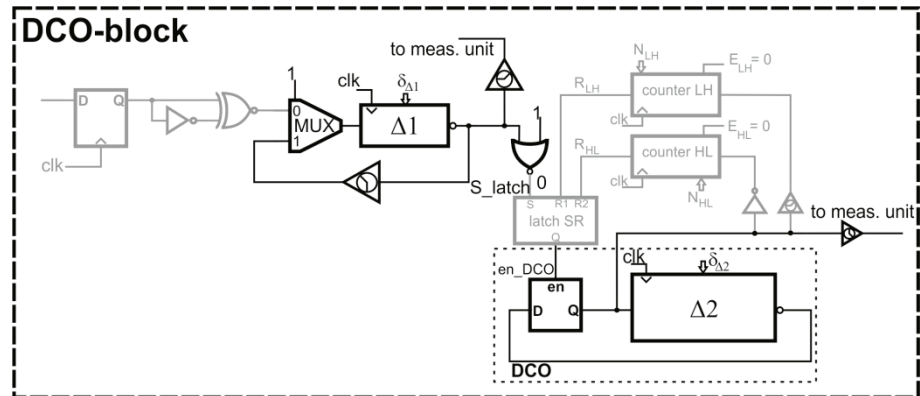 DCO-block
to meas. unit
N_LH
E_LH = 0
1
clk
δ_Δ1
R_LH
counter LH
D Q
0
MUX
1
Δ1
1
clk
E_HL = 0
R_HL
counter HL
clk
S_latch
0
clk
N_HL
S R1 R2
latch SR
Q
to meas. unit
en_DCO
clk
δ_Δ2
en
D Q
Δ2
DCO